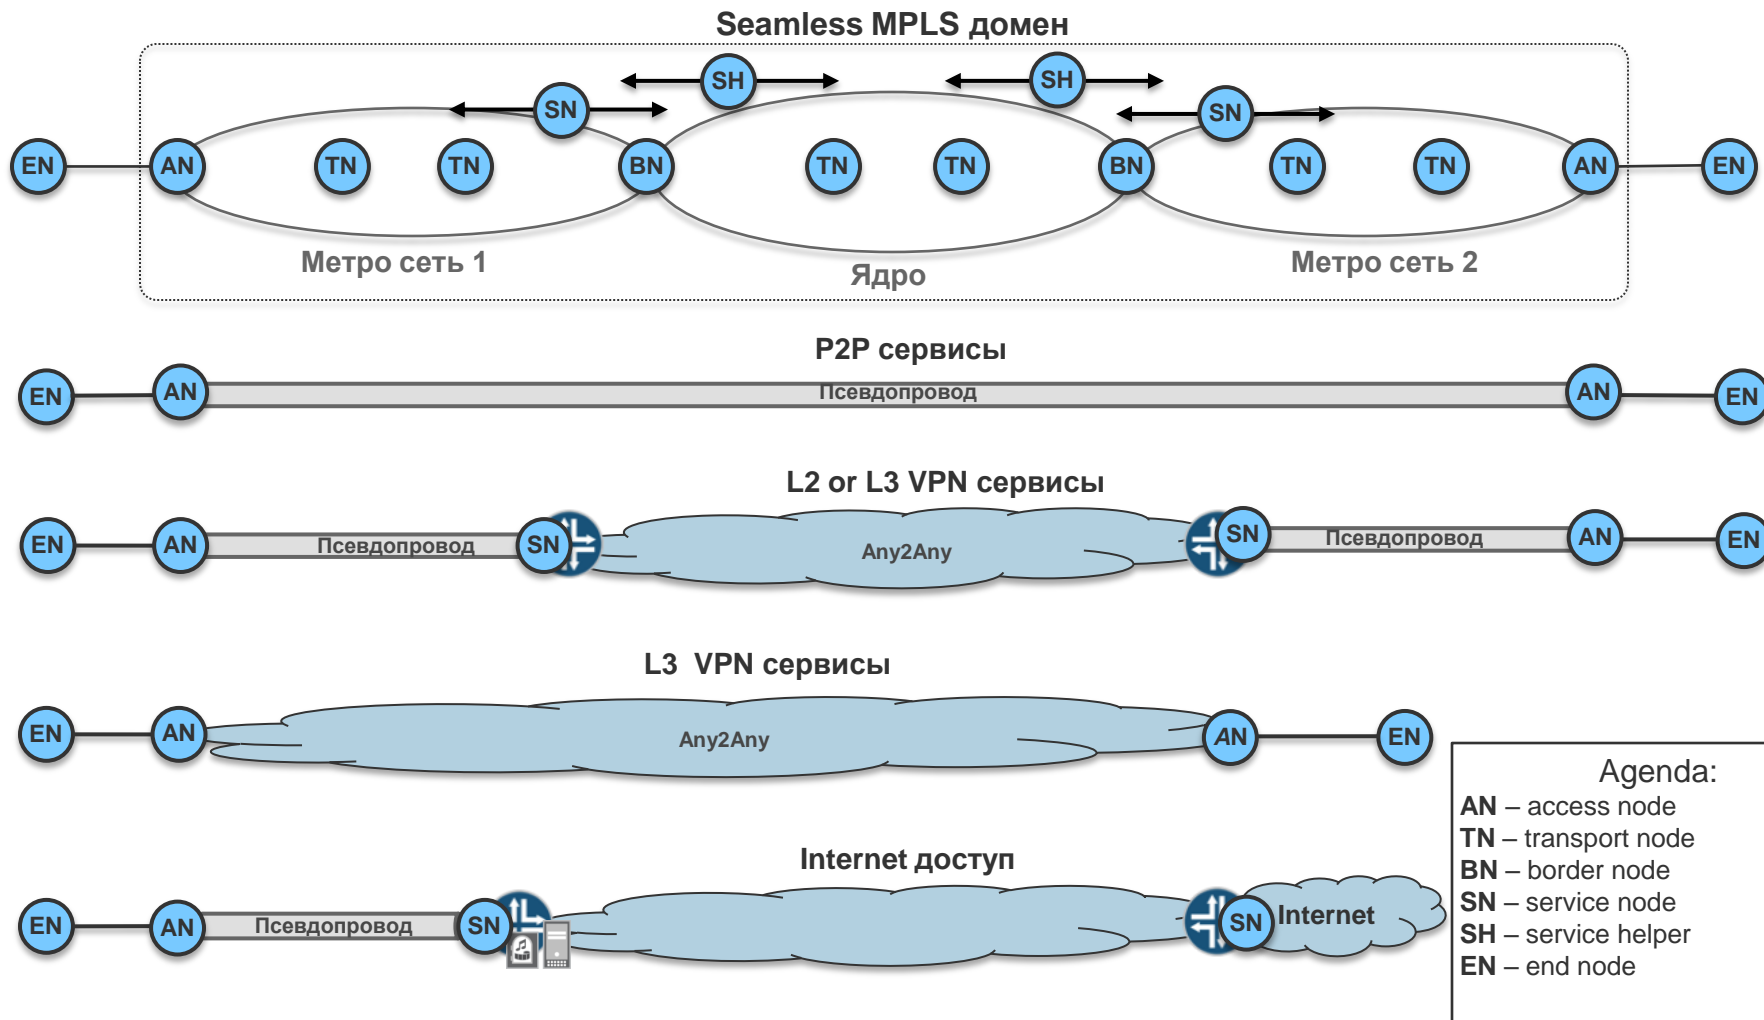 Seamless MPLS домен
SH
SH
SN
SN
EN
AN
TN
TN
BN
TN
TN
BN
TN
TN
AN
EN
Метро сеть 1
Ядро
Метро сеть 2
P2P сервисы
EN
AN
Псевдопровод
AN
EN
L2 or L3 VPN сервисы
EN
AN
Псевдопровод
SN
Any2Any
SN
Псевдопровод
AN
EN
L3 VPN сервисы
EN
AN
Any2Any
AN
EN
Internet доступ
EN
AN
Псевдопровод
SN
SN
Internet
Agenda:
AN – access node
TN – transport node
BN – border node
SN – service node
SH – service helper
EN – end node